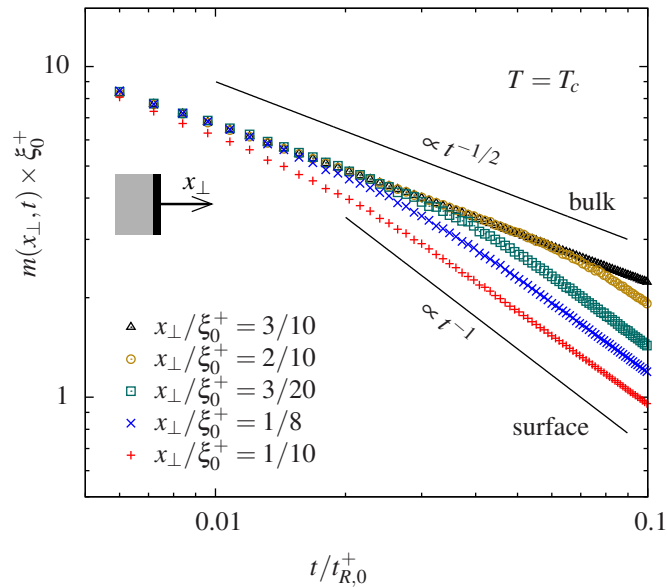 10
T = T_c
∝ t^{-1/2}
x_⊥
bulk
m(x_⊥, t) × ξ_0^+
x_⊥/ξ_0^+ = 3/10
x_⊥/ξ_0^+ = 2/10
∝ t^{-1}
x_⊥/ξ_0^+ = 3/20
1
x_⊥/ξ_0^+ = 1/8
surface
x_⊥/ξ_0^+ = 1/10
0.01 0.1
t/t_{R,0}^+